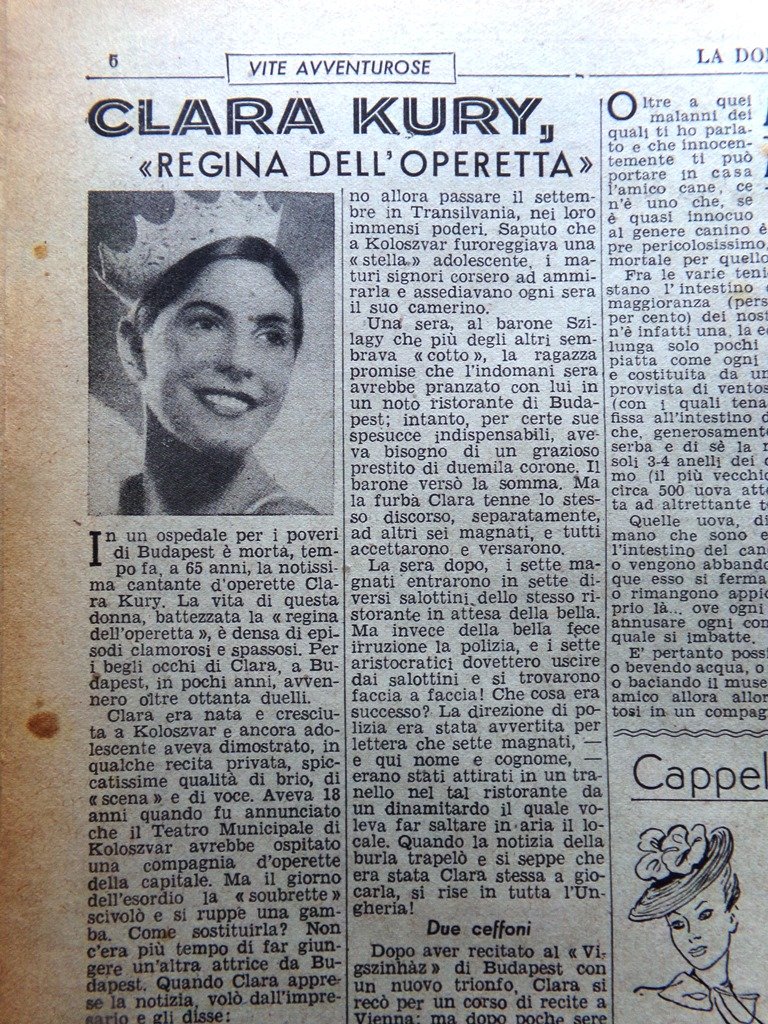 6
VITE AVVENTUROSE
LA DO
CLARA KURY,
«REGINA DELL'OPERETTA»
In un ospedale per i poveri
di Budapest è morta, tem-
po fa, a 65 anni, la notissi-
ma cantante d'operette Cla-
ra Kury. La vita di questa
donna, battezzata la «regina
dell'operetta», è densa di epi-
sodi clamorosi e spassosi. Per
i begli occhi di Clara, a Bu-
dapest, in pochi anni, avven-
nero oltre ottanta duelli.
Clara era nata e cresciu-
ta a Koloszvar e ancora ado-
lescente aveva dimostrato, in
qualche recita privata, spic-
catissime qualità di brio, di
«scena» e di voce. Aveva 18
anni quando fu annunciato
che il Teatro Municipale di
Koloszvar avrebbe ospitato
una compagnia d'operette
della capitale. Ma il giorno
dell'esordio la «soubrette»
scivolò e si ruppe una gam-
ba. Come sostituirla? Non
c'era più tempo di far giun-
gere un'altra attrice da Bu-
dapest. Quando Clara appre-
se la notizia, volò dall'impre-
sario e gli disse:
no allora passare il settem-
bre in Transilvania, nei loro
immensi poderi. Saputo che
a Koloszvar furoreggiava una
«stella» adolescente, i ma-
turi signori corsero ad ammi-
rarla e assediavano ogni sera
il suo camerino.
Una sera, al barone Szi-
lagy che più degli altri sem-
brava «cotto», la ragazza
promise che l'indomani sera
avrebbe pranzato con lui in
un noto ristorante di Buda-
pest; intanto, per certe sue
spesucce indispensabili, ave-
va bisogno di un grazioso
prestito di duemila corone. Il
barone versò la somma. Ma
la furba Clara tenne lo stes-
so discorso, separatamente,
ad altri sei magnati, e tutti
accettarono e versarono.
La sera dopo, i sette ma-
gnati entrarono in sette di-
versi salottini dello stesso ri-
storante in attesa della bella.
Ma invece della bella fece
irruzione la polizia, e i sette
aristocratici dovettero uscire
dai salottini e si trovarono
faccia a faccia! Che cosa era
successo? La direzione di po-
lizia era stata avvertita per
lettera che sette magnati, —
e qui nome e cognome, —
erano stati attirati in un tra-
nello nel tal ristorante da
un dinamitardo il quale vo-
leva far saltare in aria il lo-
cale. Quando la notizia della
burla trapelò e si seppe che
era stata Clara stessa a gio-
carla, si rise in tutta l'Un-
gheria!
Due ceffoni
Dopo aver recitato al «Vi-
gszinhàz» di Budapest con
un nuovo trionfo, Clara si
recò per un corso di recite a
Vienna: ma dopo poche sere
Oltre a quei
malanni dei
quali ti ho parla-
to e che innocen-
temente ti può
portare in casa
l'amico cane, ce
n'è uno che, se
è quasi innocuo
al genere canino è
pre pericolosissimo,
mortale per quello
Fra le varie teni
stano l'intestino
maggioranza (pers
per cento) dei nost
n'è infatti una, la e
lunga solo pochi
piatta come ogni
e costituita da un
provvista di ventos
(con i quali tena
fissa all'intestino d
che, generosamente
serba e di sè la
soli 3-4 anelli dei
mo (il più vecchi
circa 500 uova atte
ta ad altrettante t
Quelle uova, di
mano che sono e
l'intestino del can
o vengono abbando
que esso si ferma
o rimangono appic
prio là... ove ogni
annusare ogni con
quale si imbatte.
E' pertanto possi
o bevendo acqua, o
o baciando il muse
amico allora allor
tosi in un compag
Cappel